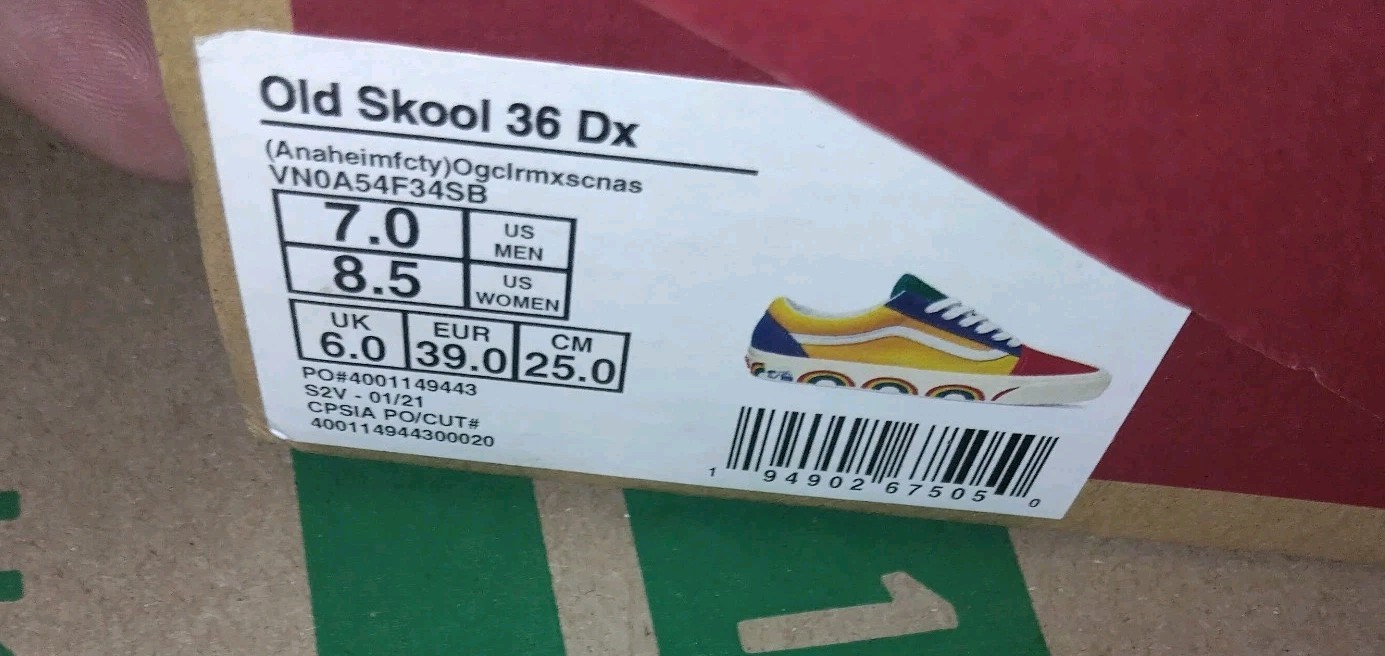 Old Skool 36 Dx
(Anaheimfcty)Ogclrmxscnas
VN0A54F34SB
7.0 US MEN
8.5 US WOMEN
UK EUR CM
6.0 39.0 25.0
PO#4001149443
S2V - 01/21
CPSIA PO/CUT#
400114944300020
1 94902 67505 0
1